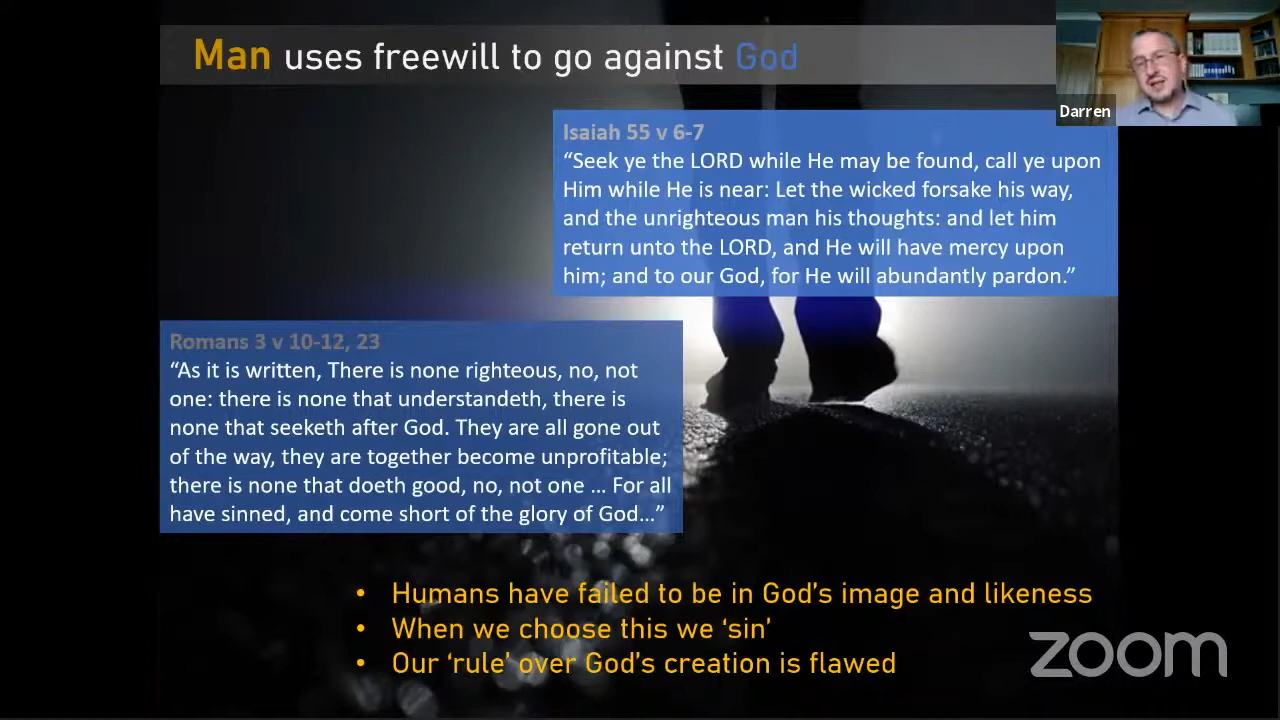 Man uses freewill to go against God
Darren
Isaiah 55 v 6-7
“Seek ye the LORD while He may be found, call ye upon
Him while He is near: Let the wicked forsake his way,
and the unrighteous man his thoughts: and let him
return unto the LORD, and He will have mercy upon
him; and to our God, for He will abundantly pardon.”
Romans 3 v 10-12, 23
“As it is written, There is none righteous, no, not
one: there is none that understandeth, there is
none that seeketh after God. They are all gone out
of the way, they are together become unprofitable;
there is none that doeth good, no, not one … For all
have sinned, and come short of the glory of God…”
• Humans have failed to be in God’s image and likeness
• When we choose this we ‘sin’
• Our ‘rule’ over God’s creation is flawed
zoom